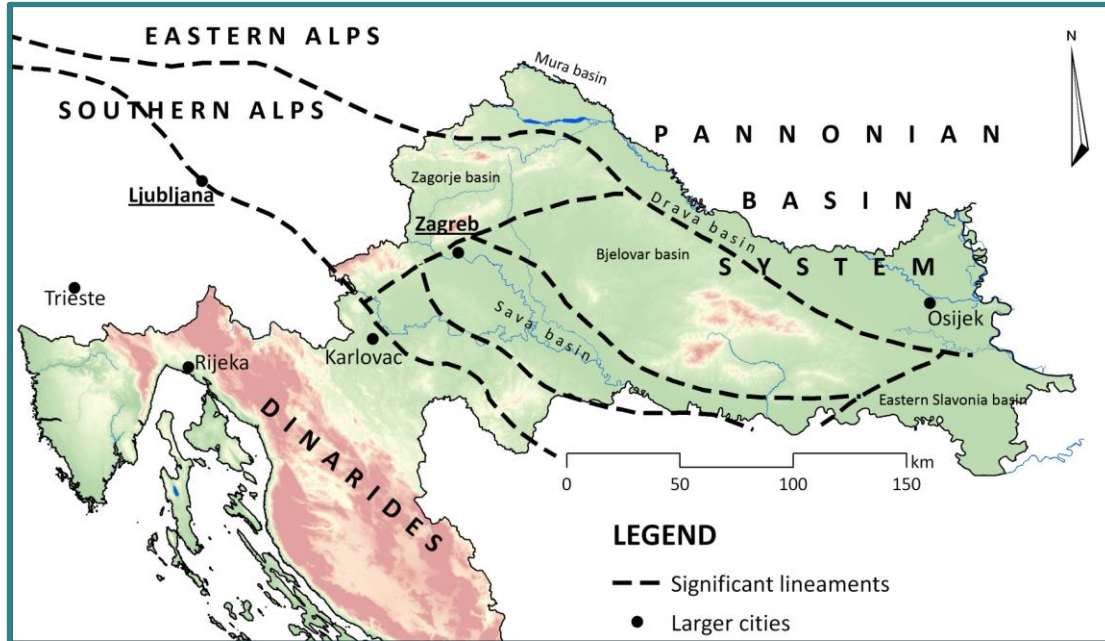 EASTERN ALPS
N
Mura basin
SOUTHERN ALPS
PANNONIAN
Zagorje basin
Ljubljana
BASIN
Drava basin
Zagreb
Bjelovar basin
SYSTEM
Trieste
Osijek
Sava basin
Rijeka
Karlovac
Eastern Slavonia basin
DINARIDES
km
0 50 100 150
LEGEND
Significant lineaments
Larger cities